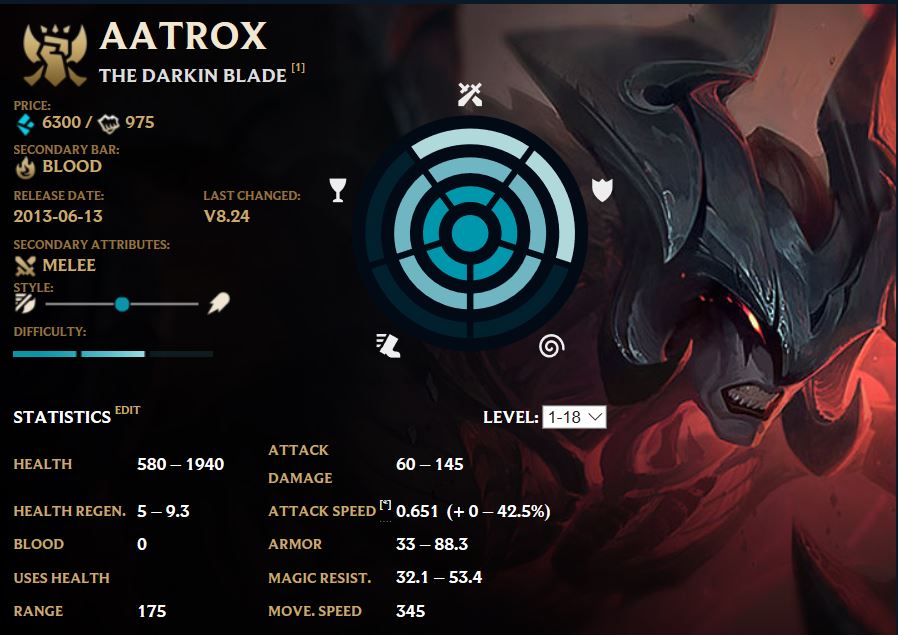 AATROX
THE DARKIN BLADE [1]
PRICE:
6300 / 975
SECONDARY BAR:
BLOOD
RELEASE DATE: LAST CHANGED:
2013-06-13 V8.24
SECONDARY ATTRIBUTES:
MELEE
STYLE:
DIFFICULTY:
STATISTICS EDIT LEVEL: 1-18
HEALTH 580 – 1940 ATTACK DAMAGE 60 – 145
HEALTH REGEN. 5 – 9.3 ATTACK SPEED [*] 0.651 (+ 0 – 42.5%)
BLOOD 0 ARMOR 33 – 88.3
USES HEALTH MAGIC RESIST. 32.1 – 53.4
RANGE 175 MOVE. SPEED 345